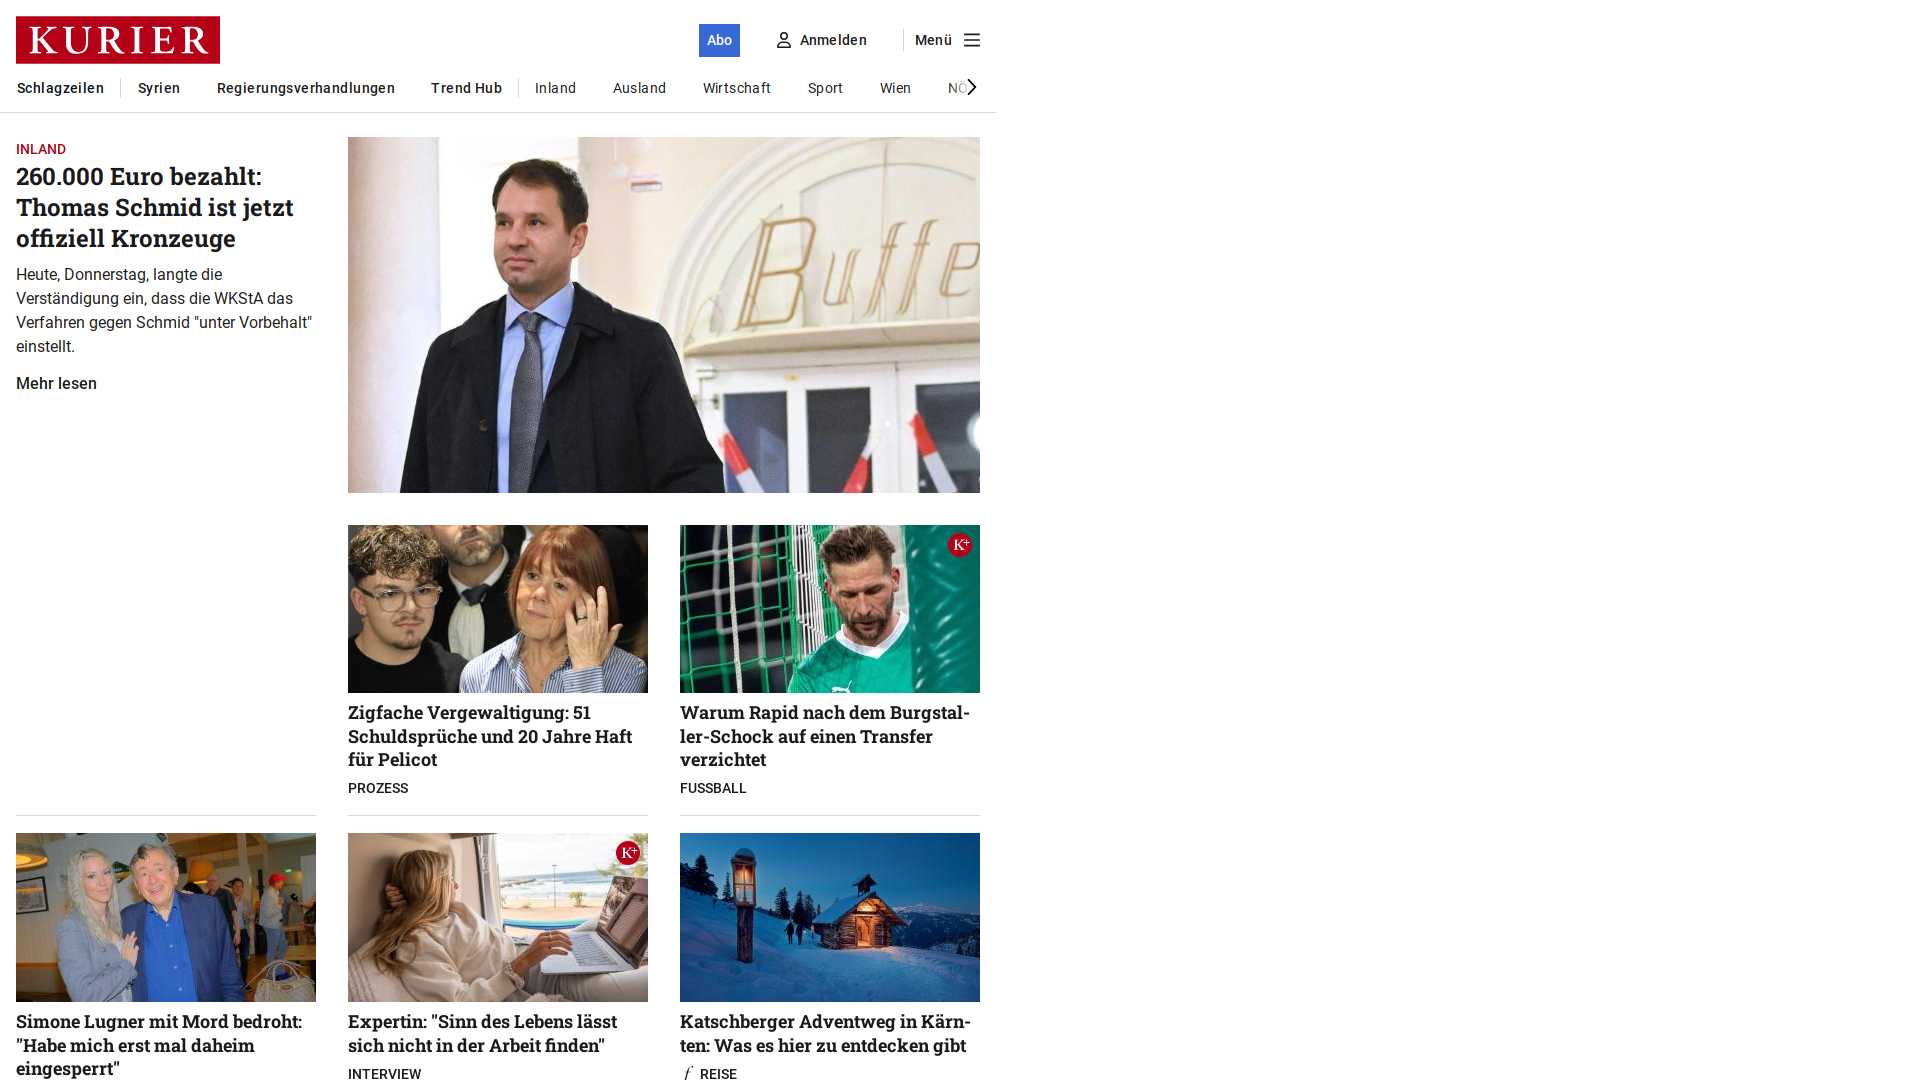 KURIER
Abo
Anmelden
Menü
Schlagzeilen
Syrien
Regierungsverhandlungen
Trend Hub
Inland
Ausland
Wirtschaft
Sport
Wien
NÖ
INLAND
260.000 Euro bezahlt:
Thomas Schmid ist jetzt
offiziell Kronzeuge
Heute, Donnerstag, langte die
Verständigung ein, dass die WKStA das
Verfahren gegen Schmid "unter Vorbehalt"
einstellt.
Mehr lesen
Buffe
K+
Zigfache Vergewaltigung: 51
Schuldsprüche und 20 Jahre Haft
für Pelicot
PROZESS
Warum Rapid nach dem Burgstal-
ler-Schock auf einen Transfer
verzichtet
FUSSBALL
K+
Simone Lugner mit Mord bedroht:
"Habe mich erst mal daheim
eingesperrt"
Expertin: "Sinn des Lebens lässt
sich nicht in der Arbeit finden"
INTERVIEW
Katschberger Adventweg in Kärn-
ten: Was es hier zu entdecken gibt
f REISE